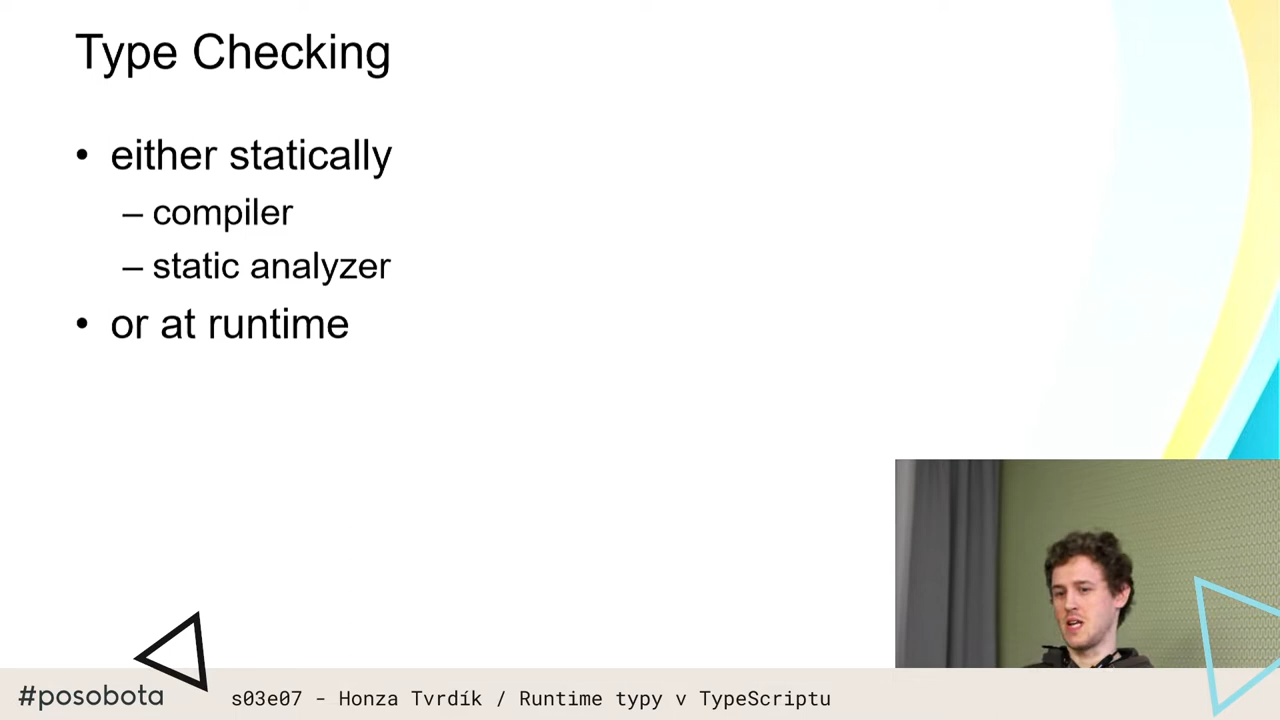 Type Checking
• either statically
– compiler
– static analyzer
• or at runtime
#posobota
s03e07 - Honza Tvrdík / Runtime typy v TypeScriptu